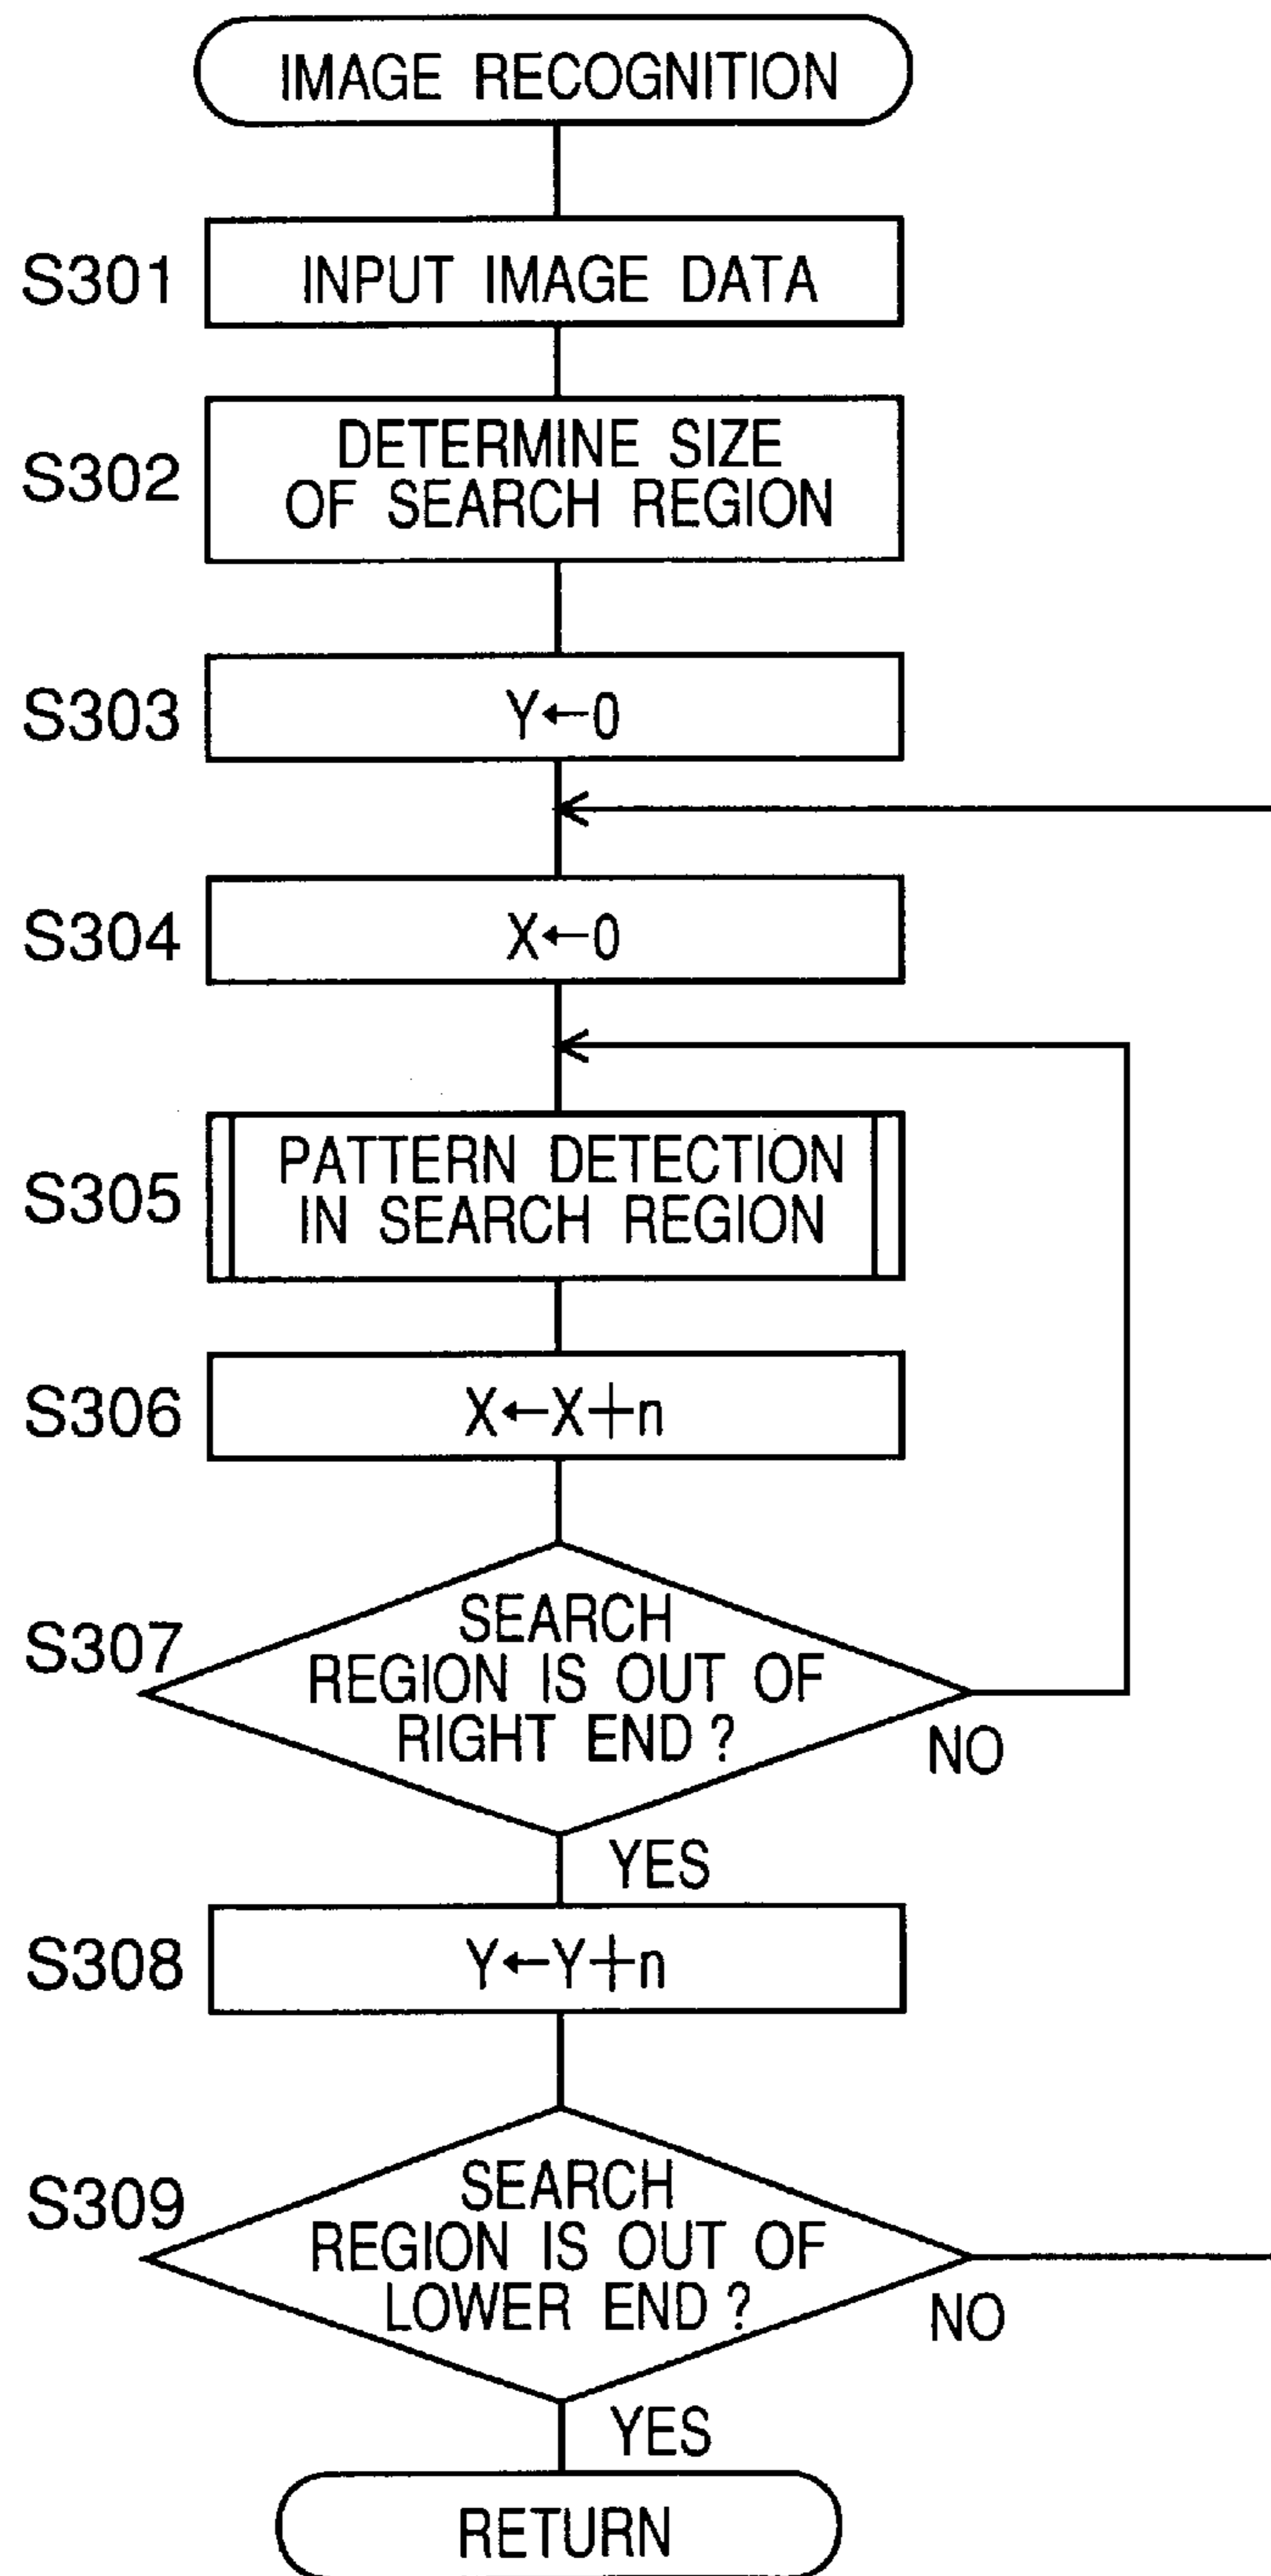 IMAGE RECOGNITION
S301
INPUT IMAGE DATA
S302
DETERMINE SIZE
OF SEARCH REGION
S303
Y←0
S304
X←0
S305
PATTERN DETECTION
IN SEARCH REGION
S306
X←X+n
S307
SEARCH
REGION IS OUT OF
RIGHT END?
NO
YES
S308
Y←Y+n
S309
SEARCH
REGION IS OUT OF
LOWER END?
NO
YES
RETURN